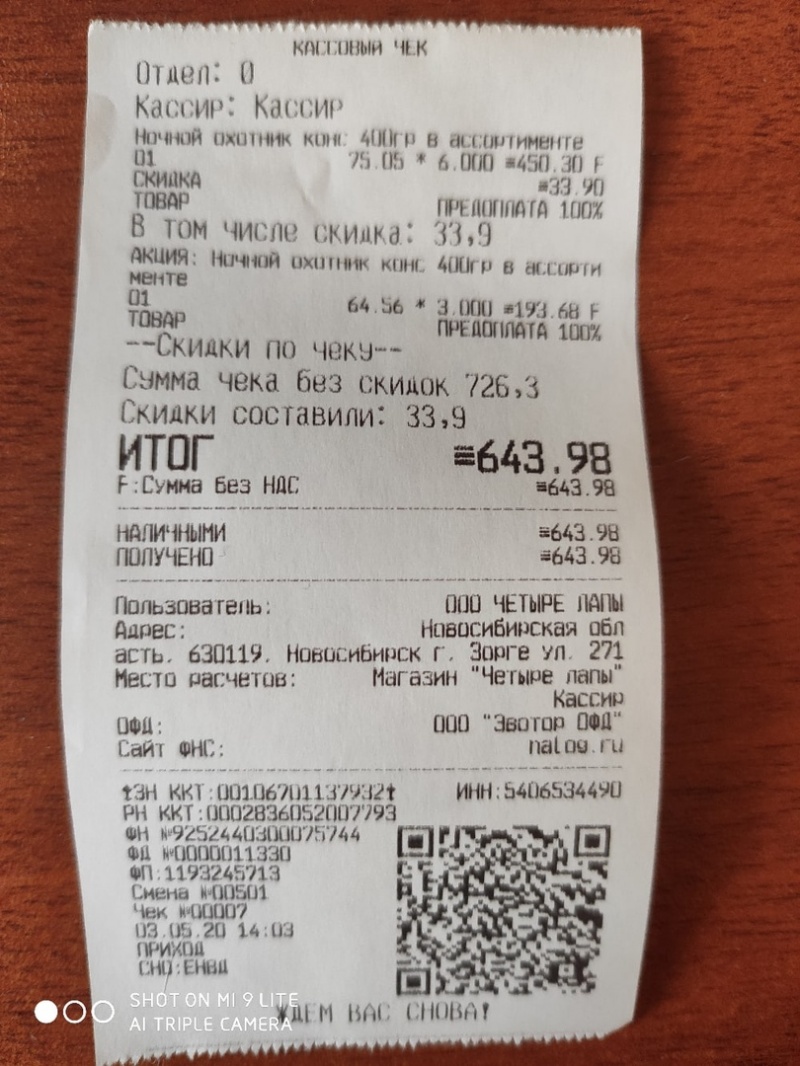 КАССОВЫЙ ЧЕК
Отдел: 0
Кассир: Кассир
Ночной охотник конс 400гр в ассортименте
01 75.05 * 6.000 ≡450.30 F
СКИДКА ≡33.90
ТОВАР ПРЕДОПЛАТА 100%
В том числе скидка: 33,9
АКЦИЯ: Ночной охотник конс 400гр в ассорти
менте
01 64.56 * 3.000 ≡193.68 F
ТОВАР ПРЕДОПЛАТА 100%
--Скидки по чеку--
Сумма чека без скидок 726,3
Скидки составили: 33,9
ИТОГ ≡643.98
F:Сумма без НДС ≡643.98
НАЛИЧНЫМИ ≡643.98
ПОЛУЧЕНО ≡643.98
Пользователь: ООО ЧЕТЫРЕ ЛАПЫ
Адрес: Новосибирская обл
асть. 630119. Новосибирск г. Зорге ул. 271
Место расчетов: Магазин "Четыре лапы"
Кассир
ОФД: ООО "Эвотор ОФД"
Сайт ФНС: nalog.ru
ЗН ККТ:00106701137932 ИНН:5406534490
РН ККТ:0002836052007793
ФН №9252440300075744
ФД №0000011330
ФП:1193245713
Смена №00501
Чек №00007
03.05.20 14:03
ПРИХОД
СНО:ЕНВД
ЖДЕМ ВАС СНОВА!
SHOT ON MI 9 LITE
AI TRIPLE CAMERA